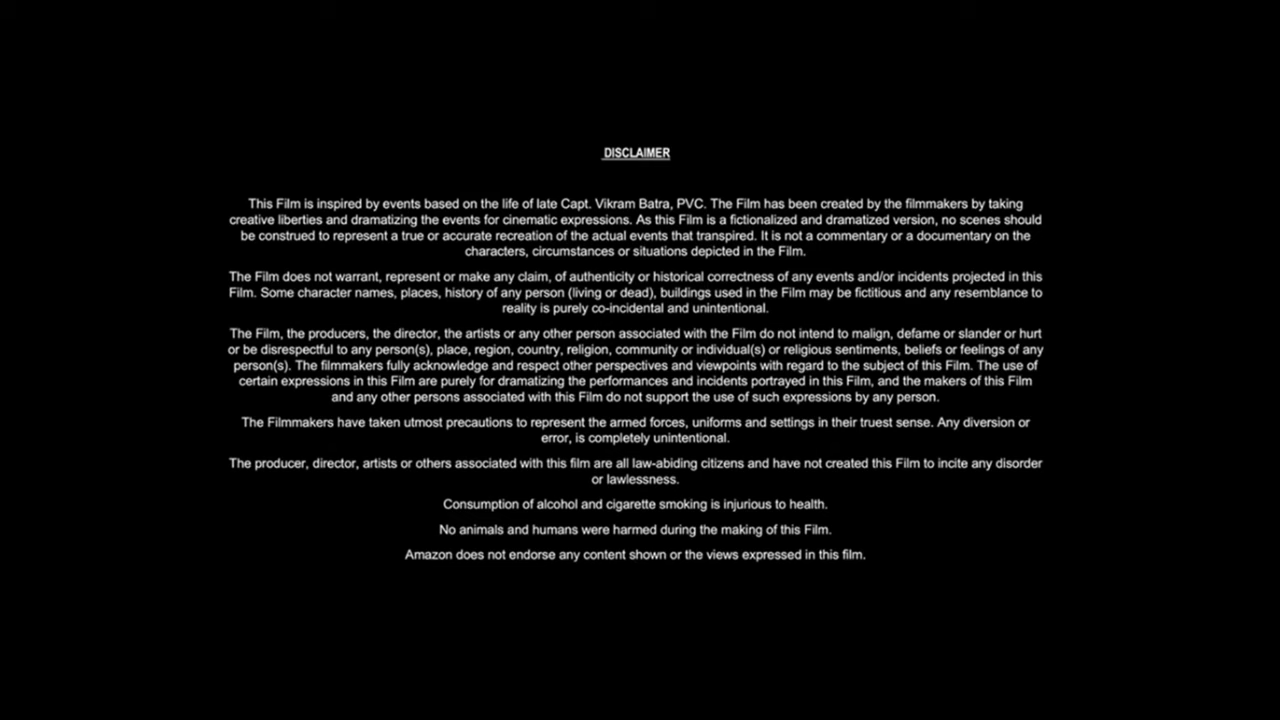 DISCLAIMER
This Film is inspired by events based on the life of late Capt. Vikram Batra, PVC. The Film has been created by the filmmakers by taking
creative liberties and dramatizing the events for cinematic expressions. As this Film is a fictionalized and dramatized version, no scenes should
be construed to represent a true or accurate recreation of the actual events that transpired. It is not a commentary or a documentary on the
characters, circumstances or situations depicted in the Film.
The Film does not warrant, represent or make any claim, of authenticity or historical correctness of any events and/or incidents projected in this
Film. Some character names, places, history of any person (living or dead), buildings used in the Film may be fictitious and any resemblance to
reality is purely co-incidental and unintentional.
The Film, the producers, the director, the artists or any other person associated with the Film do not intend to malign, defame or slander or hurt
or be disrespectful to any person(s), place, region, country, religion, community or individual(s) or religious sentiments, beliefs or feelings of any
person(s). The filmmakers fully acknowledge and respect other perspectives and viewpoints with regard to the subject of this Film. The use of
certain expressions in this Film are purely for dramatizing the performances and incidents portrayed in this Film, and the makers of this Film
and any other persons associated with this Film do not support the use of such expressions by any person.
The Filmmakers have taken utmost precautions to represent the armed forces, uniforms and settings in their truest sense. Any diversion or
error, is completely unintentional.
The producer, director, artists or others associated with this film are all law-abiding citizens and have not created this Film to incite any disorder
or lawlessness.
Consumption of alcohol and cigarette smoking is injurious to health.
No animals and humans were harmed during the making of this Film.
Amazon does not endorse any content shown or the views expressed in this film.